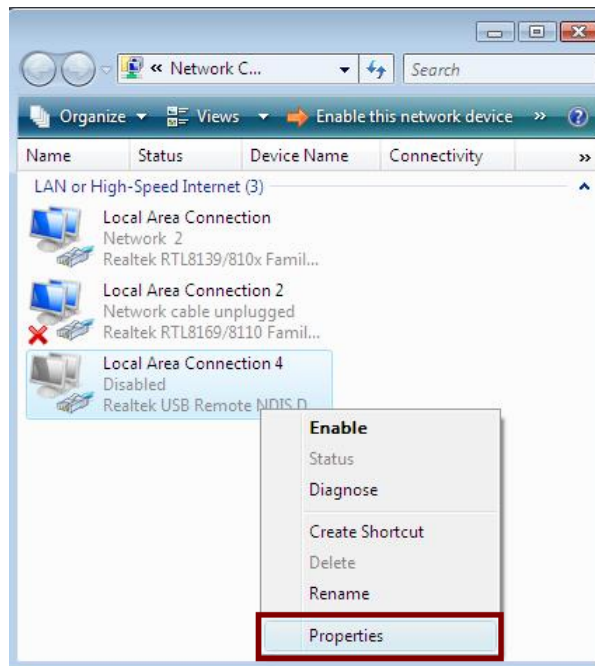 « Network C...
Search
Organize Views Enable this network device » ?
Name Status Device Name Connectivity »
LAN or High-Speed Internet (3)
Local Area Connection
Network 2
Realtek RTL8139/810x Famil...
Local Area Connection 2
Network cable unplugged
Realtek RTL8169/8110 Famil...
Local Area Connection 4
Disabled
Realtek USB Remote NDIS D
Enable
Status
Diagnose
Create Shortcut
Delete
Rename
Properties